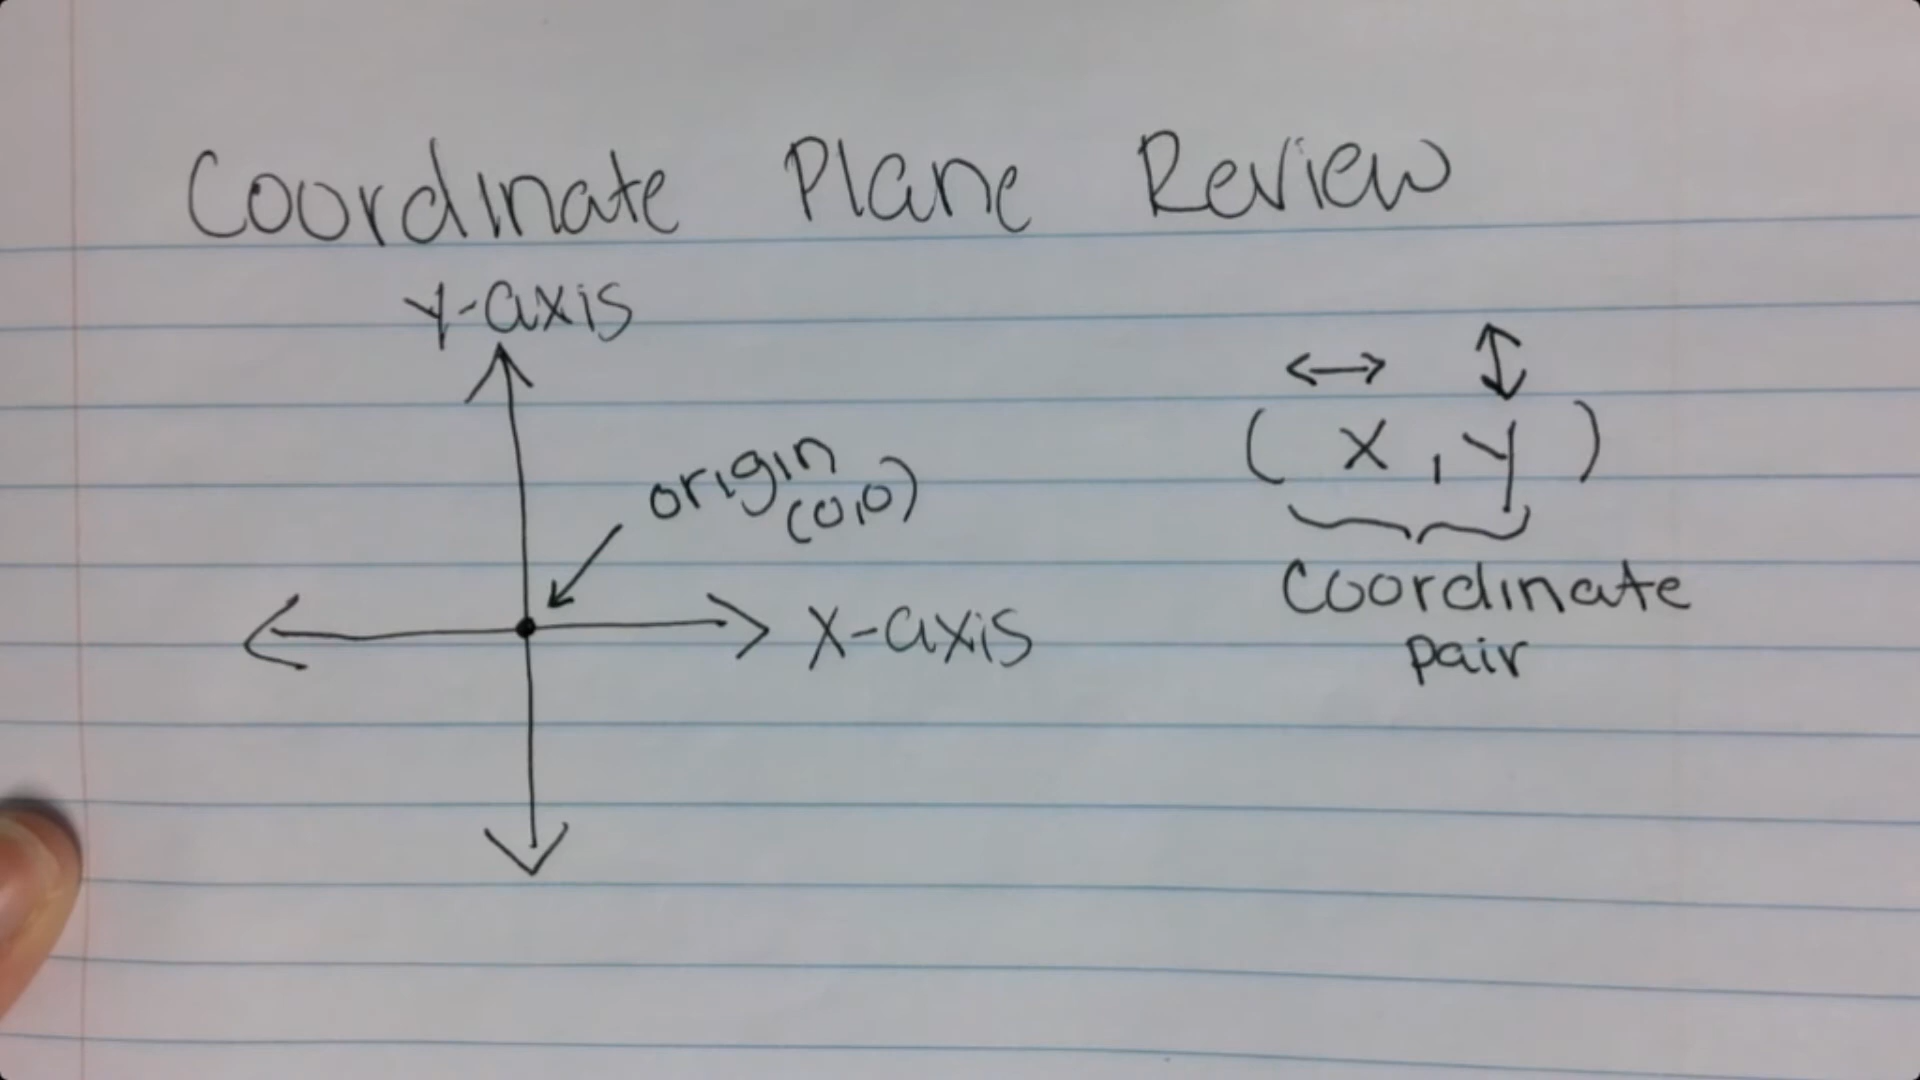 Coordinate Plane Review
Y-axis
origin
(0,0)
X-axis
(X,y)
Coordinate
pair